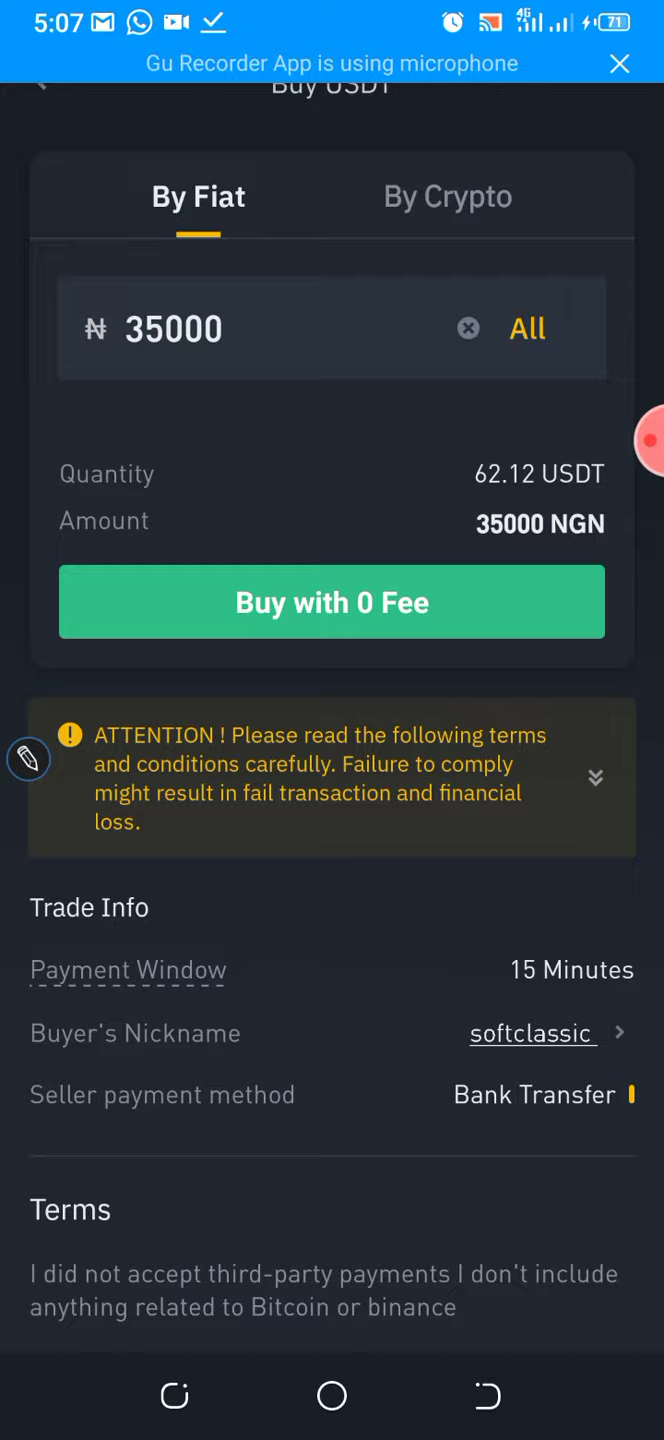 5:07
4G
71
Gu Recorder App is using microphone
Buy USDT
By Fiat
By Crypto
₦ 35000
All
Quantity
62.12 USDT
Amount
35000 NGN
Buy with 0 Fee
ATTENTION ! Please read the following terms
and conditions carefully. Failure to comply
might result in fail transaction and financial
loss.
Trade Info
Payment Window
15 Minutes
Buyer's Nickname
softclassic
Seller payment method
Bank Transfer
Terms
I did not accept third-party payments I don't include
anything related to Bitcoin or binance